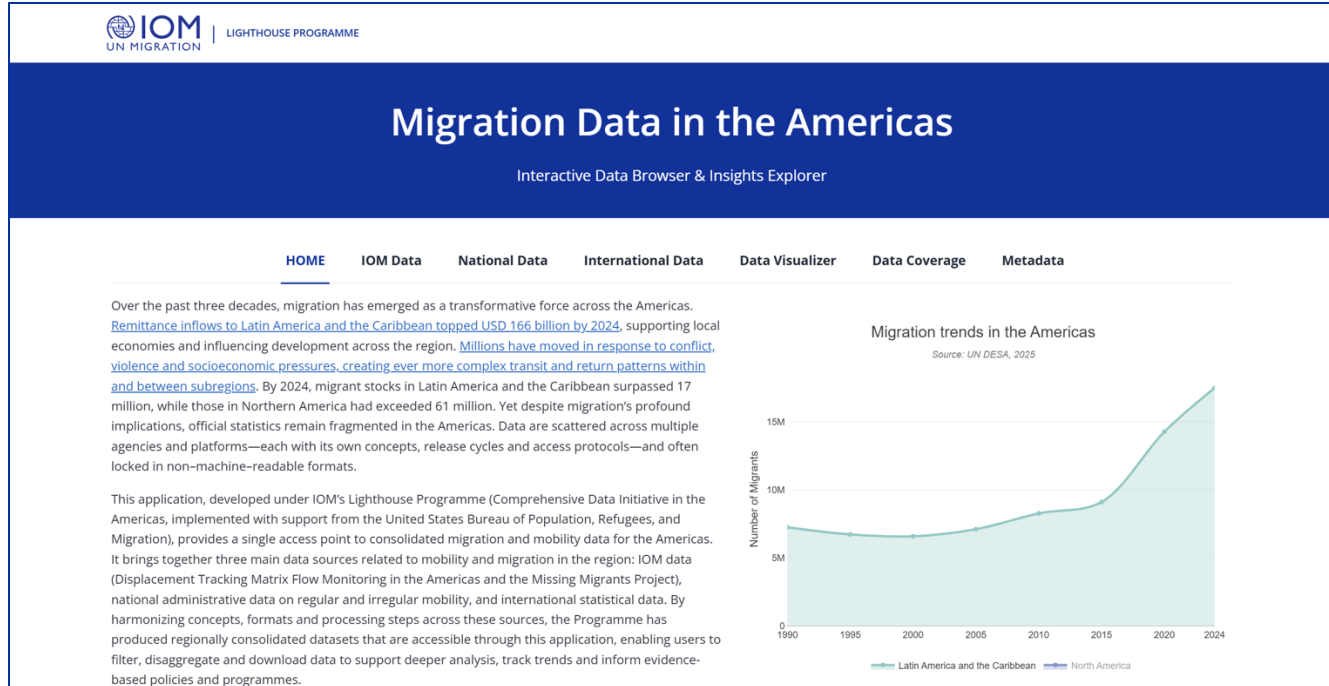 IOM
UN MIGRATION
LIGHTHOUSE PROGRAMME
Migration Data in the Americas
Interactive Data Browser & Insights Explorer
HOME IOM Data National Data International Data Data Visualizer Data Coverage Metadata
Over the past three decades, migration has emerged as a transformative force across the Americas.
Remittance inflows to Latin America and the Caribbean topped USD 166 billion by 2024, supporting local
economies and influencing development across the region. Millions have moved in response to conflict,
violence and socioeconomic pressures, creating ever more complex transit and return patterns within
and between subregions. By 2024, migrant stocks in Latin America and the Caribbean surpassed 17
million, while those in Northern America had exceeded 61 million. Yet despite migration’s profound
implications, official statistics remain fragmented in the Americas. Data are scattered across multiple
agencies and platforms—each with its own concepts, release cycles and access protocols—and often
locked in non–machine–readable formats.
This application, developed under IOM’s Lighthouse Programme (Comprehensive Data Initiative in the
Americas, implemented with support from the United States Bureau of Population, Refugees, and
Migration), provides a single access point to consolidated migration and mobility data for the Americas.
It brings together three main data sources related to mobility and migration in the region: IOM data
(Displacement Tracking Matrix Flow Monitoring in the Americas and the Missing Migrants Project),
national administrative data on regular and irregular mobility, and international statistical data. By
harmonizing concepts, formats and processing steps across these sources, the Programme has
produced regionally consolidated datasets that are accessible through this application, enabling users to
filter, disaggregate and download data to support deeper analysis, track trends and inform evidence-
based policies and programmes.
Migration trends in the Americas
Source: UN DESA, 2025
Number of Migrants
15M
10M
5M
0
1990 1995 2000 2005 2010 2015 2020 2024
Latin America and the Caribbean North America